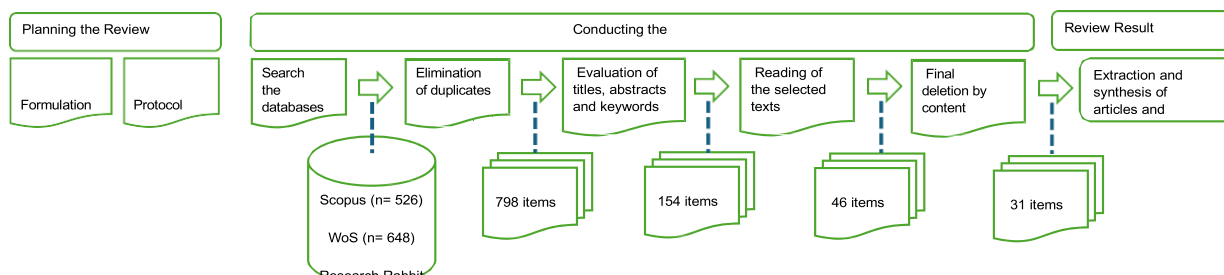 Planning the Review
Conducting the
Review Result
Formulation
Protocol
Search
the
databases
Elimination
of duplicates
Evaluation of
titles, abstracts
and keywords
Reading of
the selected
texts
Final
deletion by
content
Extraction and
synthesis of
articles and
Scopus (n= 526)
WoS (n= 648)
Research Rabbit
798 items
154 items
46 items
31 items